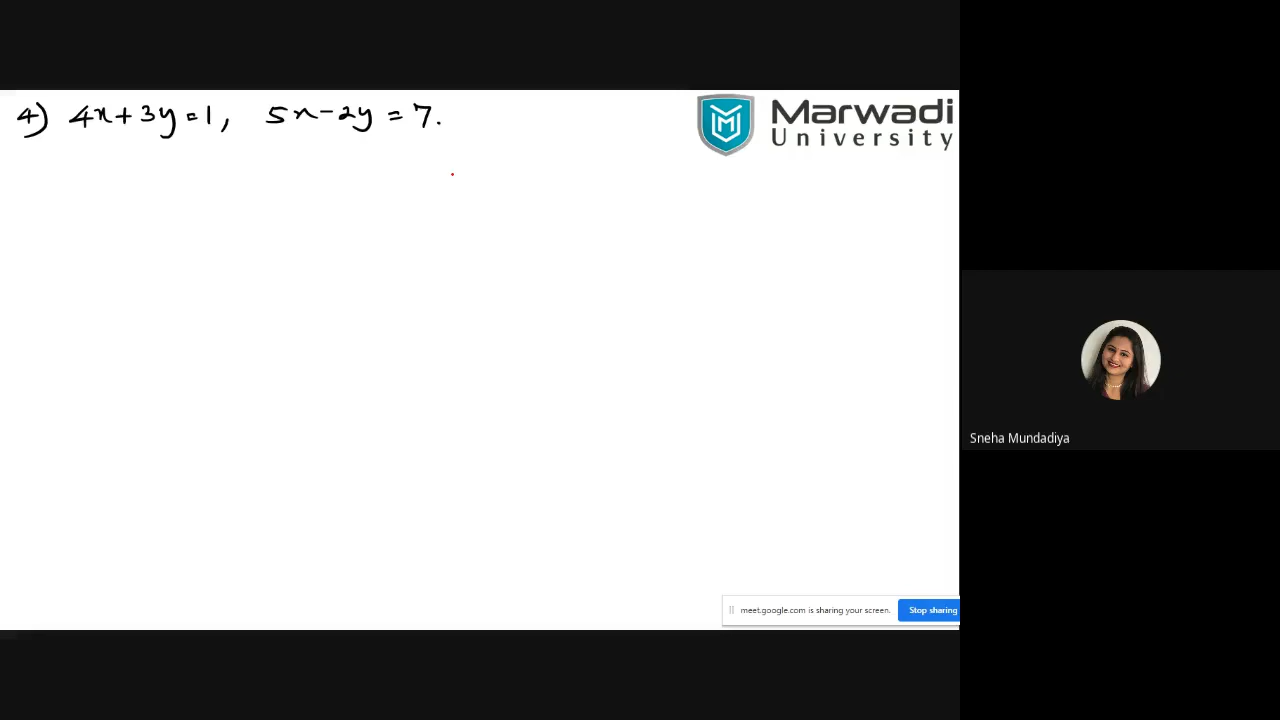 4) 4x+3y=1, 5x-2y=7.
Marwadi
University
Sneha Mundadiya
meet.google.com is sharing your screen.
Stop sharing